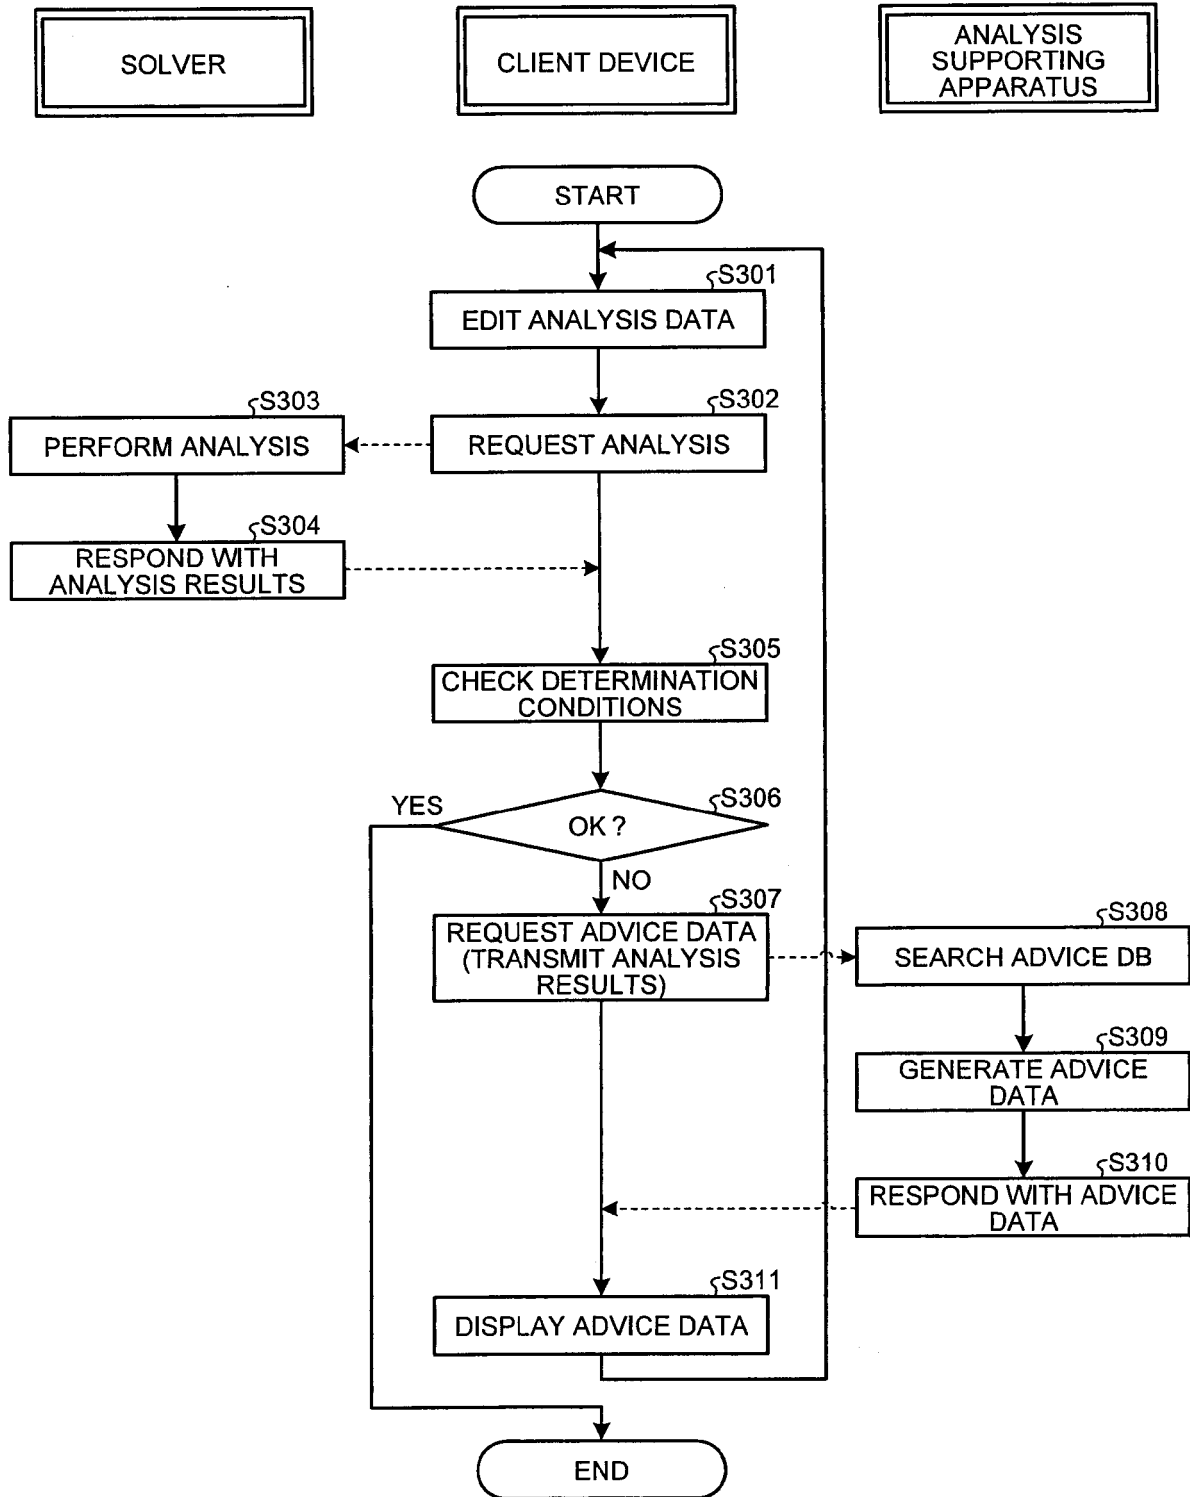 SOLVER
CLIENT DEVICE
ANALYSIS
SUPPORTING
APPARATUS
START
S301
EDIT ANALYSIS DATA
S302
REQUEST ANALYSIS
S303
PERFORM ANALYSIS
S304
RESPOND WITH
ANALYSIS RESULTS
S305
CHECK DETERMINATION
CONDITIONS
S306
OK ?
YES
NO
S307
REQUEST ADVICE DATA
(TRANSMIT ANALYSIS
RESULTS)
S308
SEARCH ADVICE DB
S309
GENERATE ADVICE
DATA
S310
RESPOND WITH ADVICE
DATA
S311
DISPLAY ADVICE DATA
END